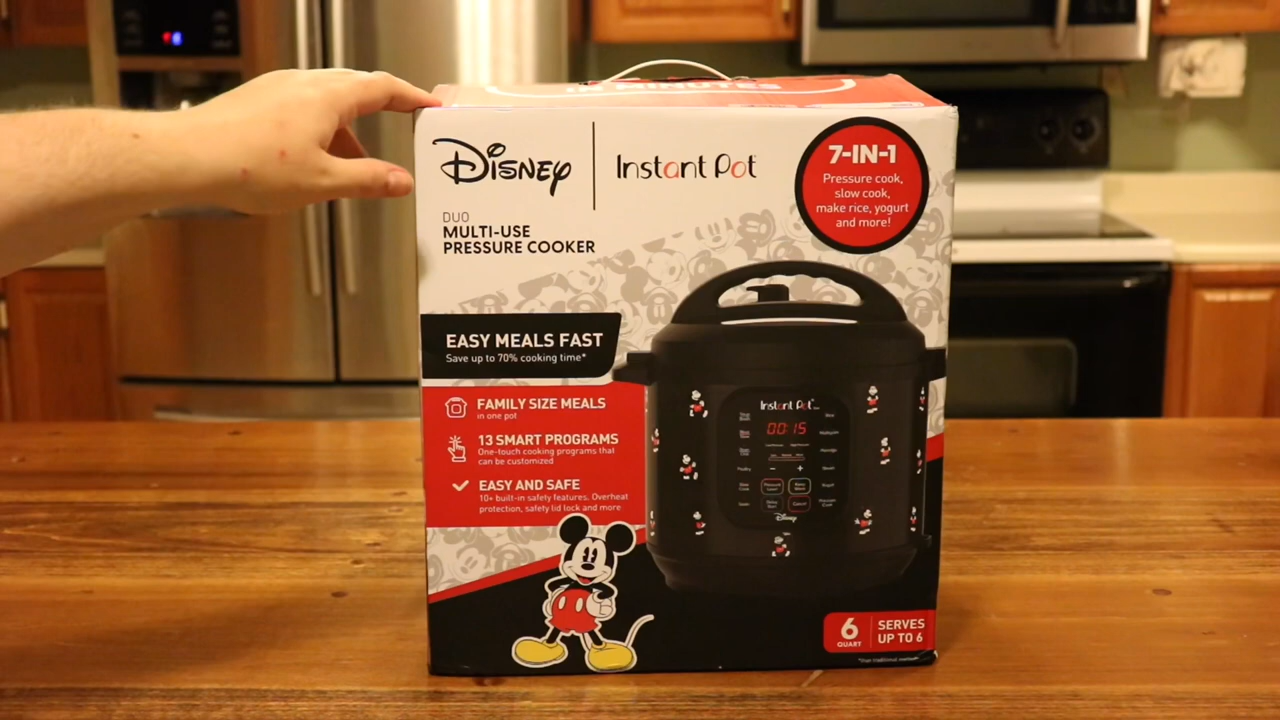 10 MINUTES
Disney
Instant Pot
7-IN-1
Pressure cook,
slow cook,
make rice, yogurt
and more!
DUO
MULTI-USE
PRESSURE COOKER
EASY MEALS FAST
Save up to 70% cooking time*
FAMILY SIZE MEALS
in one pot
13 SMART PROGRAMS
One-touch cooking programs that
can be customized
EASY AND SAFE
10+ built-in safety features. Overheat
protection, safety lid lock and more
Instant Pot
00:15
Disney
6
QUART
SERVES
UP TO 6